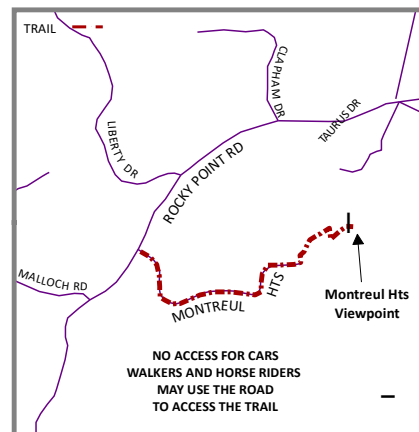 TRAIL
CLAPHAM DR
TAURUS DR
LIBERTY DR
ROCKY POINT RD
MALLOCH RD
MONTREUL HTS
Montreul Hts
Viewpoint
NO ACCESS FOR CARS
WALKERS AND HORSE RIDERS
MAY USE THE ROAD
TO ACCESS THE TRAIL